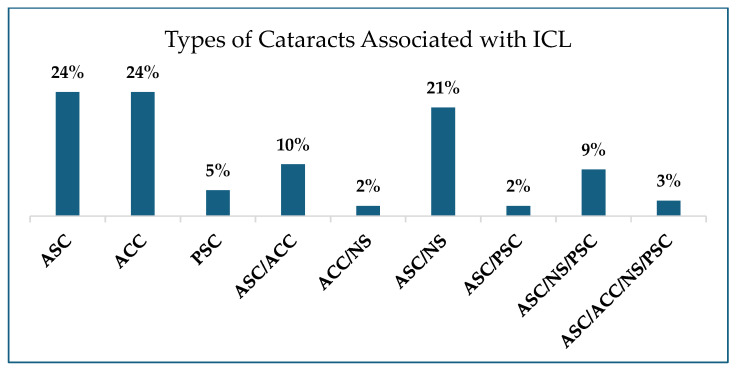 Types of Cataracts Associated with ICL
24%
24%
5%
10%
2%
21%
2%
9%
3%
ASC
ACC
PSC
ASC/ACC
ACC/NS
ASC/NS
ASC/PSC
ASC/NS/PSC
ASC/ACC/NS/PSC